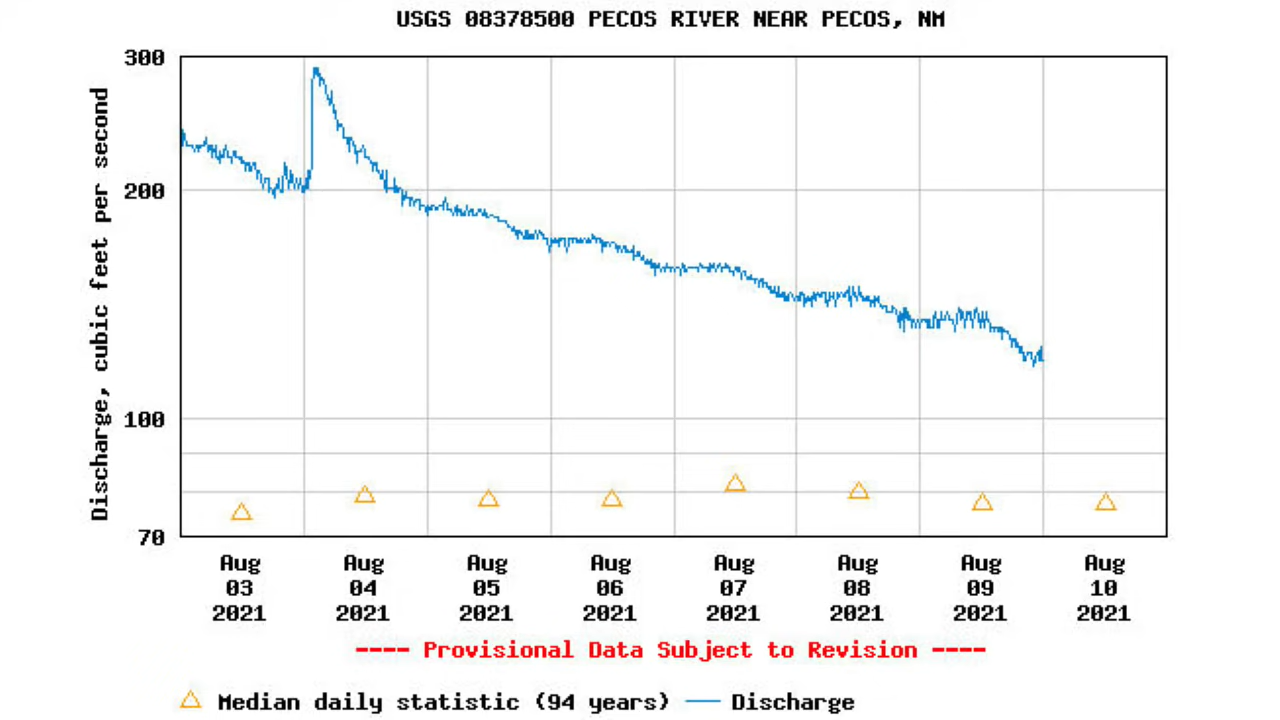 USGS 08378500 PECOS RIVER NEAR PECOS, NM
300
200
100
70
Discharge, cubic feet per second
Aug Aug Aug Aug Aug Aug Aug Aug
03 04 05 06 07 08 09 10
2021 2021 2021 2021 2021 2021 2021 2021
---- Provisional Data Subject to Revision ----
Median daily statistic (94 years) Discharge